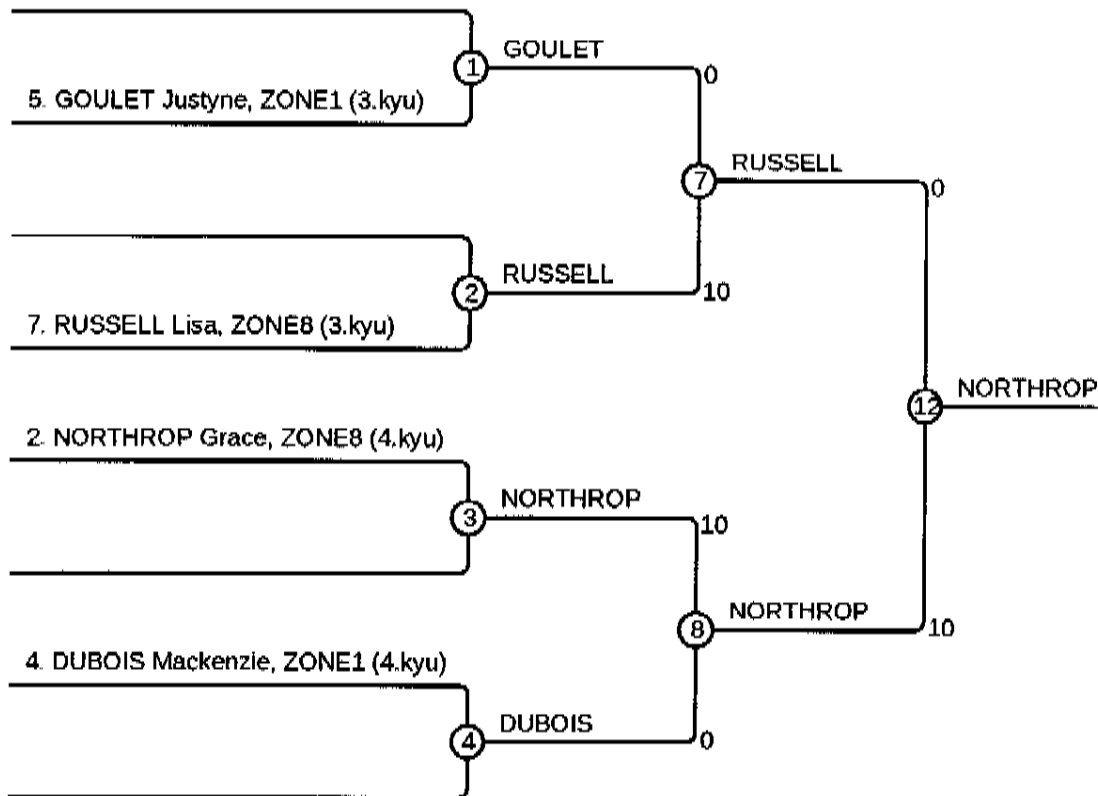 GOULET
1
0
5. GOULET Justyne, ZONE1 (3.kyu)
RUSSELL
7
0
RUSSELL
2
10
7. RUSSELL Lisa, ZONE8 (3.kyu)
NORTHROP
12
2. NORTHROP Grace, ZONE8 (4.kyu)
NORTHROP
3
10
NORTHROP
8
10
4. DUBOIS Mackenzie, ZONE1 (4.kyu)
DUBOIS
4
0